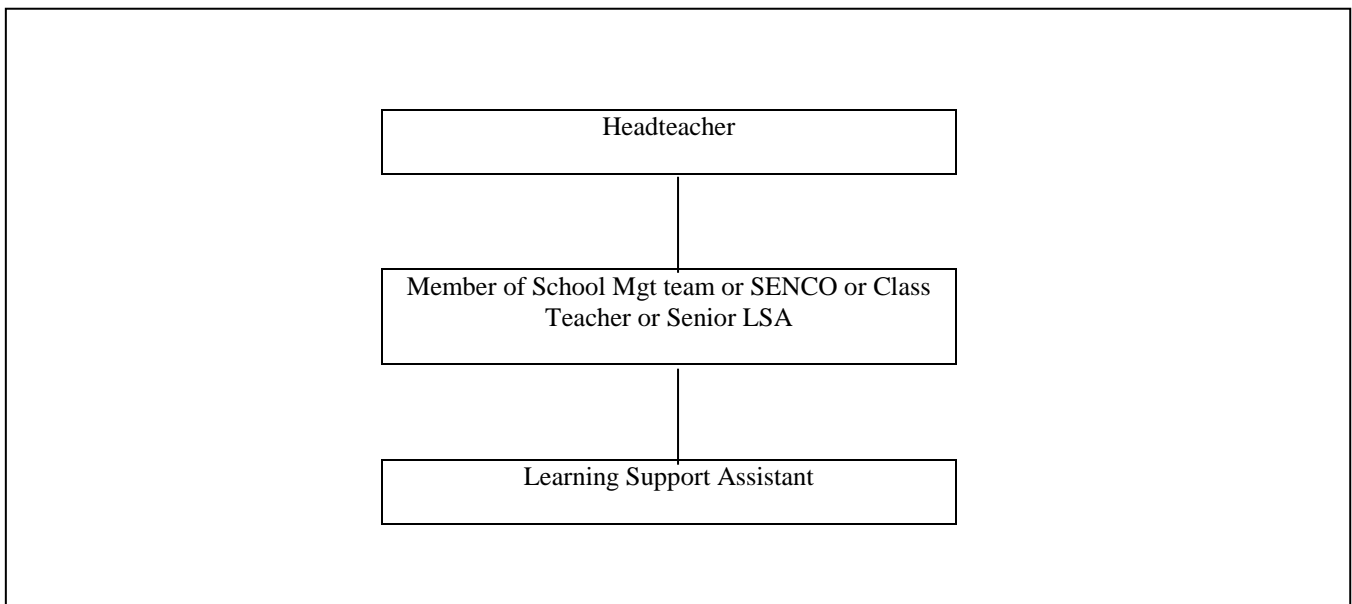 Headteacher
Member of School Mgt team or SENCO or Class
Teacher or Senior LSA
Learning Support Assistant